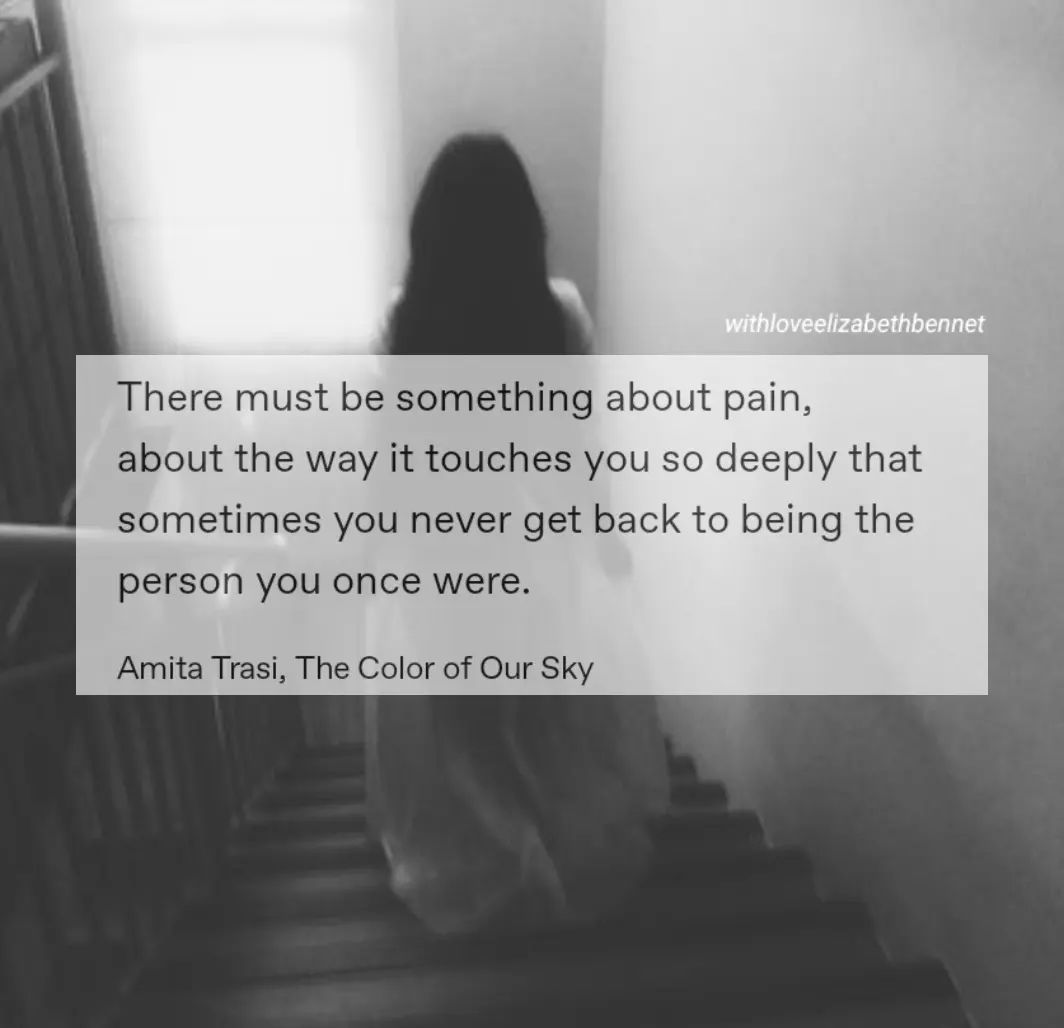 withloveelizabethbennet
There must be something about pain,
about the way it touches you so deeply that
sometimes you never get back to being the
person you once were.
Amita Trasi, The Color of Our Sky